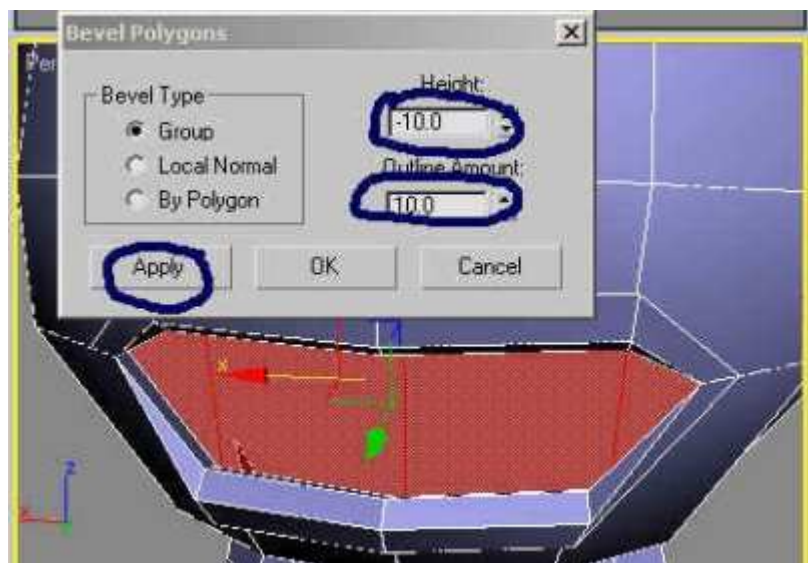 Bevel Polygons
Per
Bevel Type
Group
Local Normal
By Polygon
Height:
-10.0
Outline Amount:
10.0
Apply
OK
Cancel
x
z
x